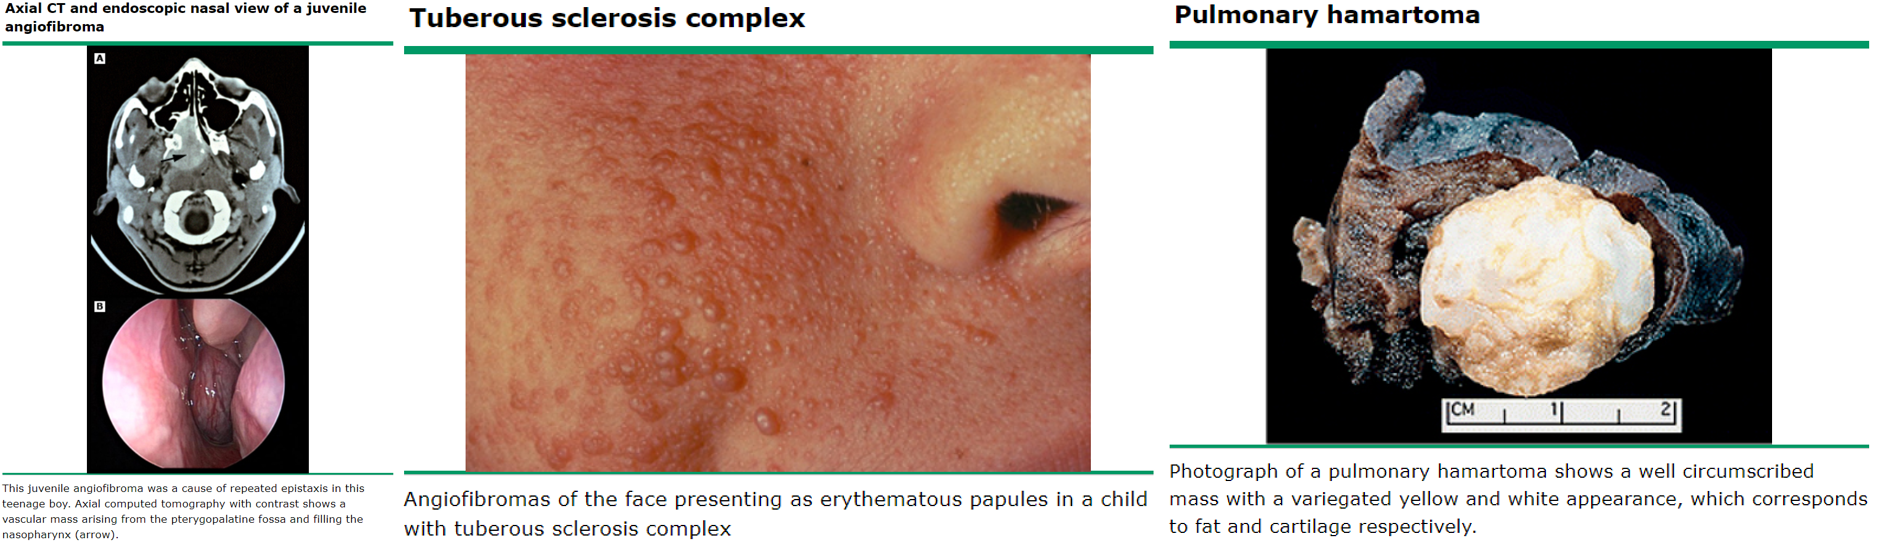 Axial CT and endoscopic nasal view of a juvenile
angiofibroma
A
B
This juvenile angiofibroma was a cause of repeated epistaxis in this
teenage boy. Axial computed tomography with contrast shows a
vascular mass arising from the pterygopalatine fossa and filling the
nasopharynx (arrow).
Tuberous sclerosis complex
Angiofibromas of the face presenting as erythematous papules in a child
with tuberous sclerosis complex
Pulmonary hamartoma
CM 1 2
Photograph of a pulmonary hamartoma shows a well circumscribed
mass with a variegated yellow and white appearance, which corresponds
to fat and cartilage respectively.